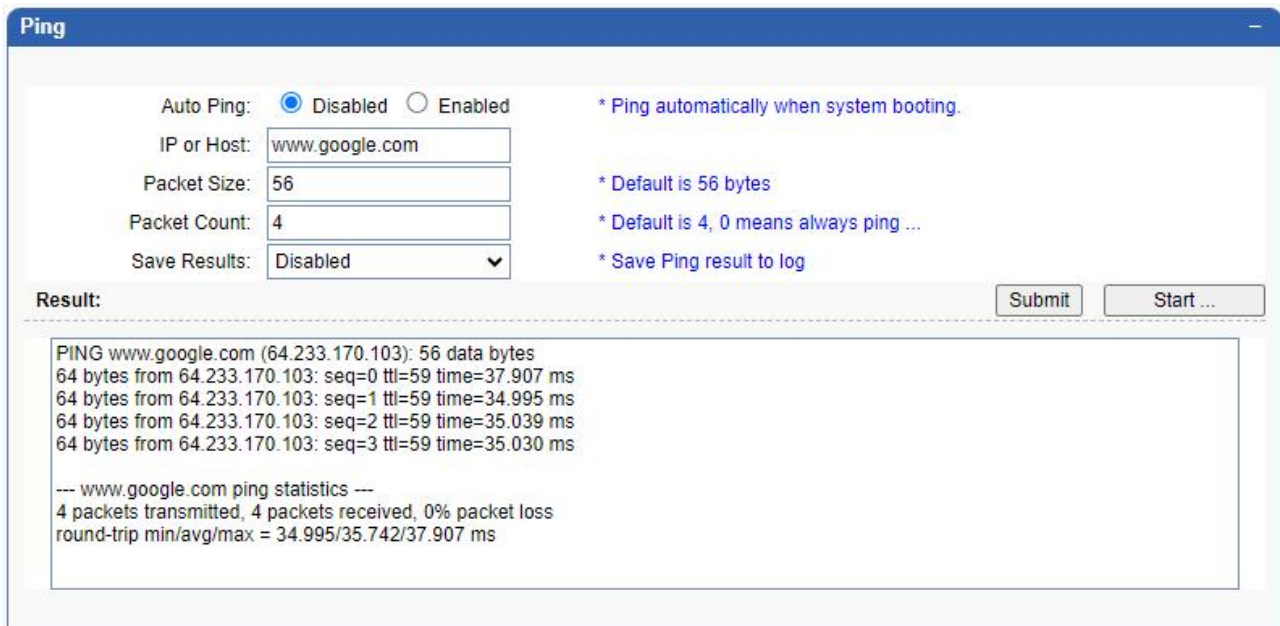 Ping
Auto Ping: Disabled Enabled * Ping automatically when system booting.
IP or Host: www.google.com
Packet Size: 56 * Default is 56 bytes
Packet Count: 4 * Default is 4, 0 means always ping ...
Save Results: Disabled * Save Ping result to log
Result: Submit Start ...
PING www.google.com (64.233.170.103): 56 data bytes
64 bytes from 64.233.170.103: seq=0 ttl=59 time=37.907 ms
64 bytes from 64.233.170.103: seq=1 ttl=59 time=34.995 ms
64 bytes from 64.233.170.103: seq=2 ttl=59 time=35.039 ms
64 bytes from 64.233.170.103: seq=3 ttl=59 time=35.030 ms
--- www.google.com ping statistics ---
4 packets transmitted, 4 packets received, 0% packet loss
round-trip min/avg/max = 34.995/35.742/37.907 ms